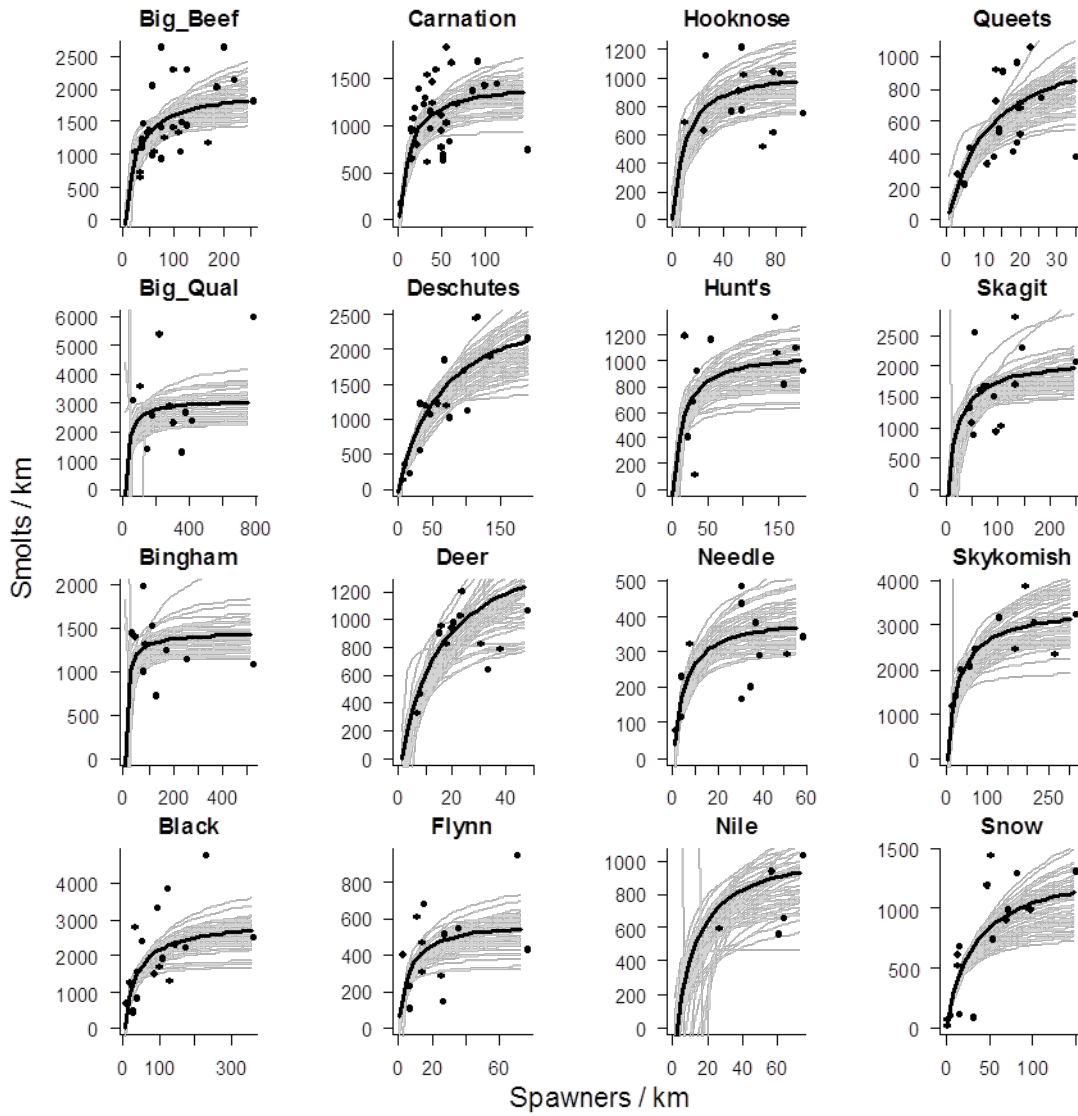 Big_Beef Carnation Hooknose Queets
2500 1200 1000
2000 1500 1000 800
1500 1000 800 600
1000 600 400
500 500 400 200
0 0 200 0
0
0 100 200 0 50 100 0 40 80 0 10 20 30
Big_Qual Deschutes Hunt's Skagit
6000 2500 1200 2500
5000 2000 1000 2000
4000 1500 800 1500
3000 1000 600 1000
2000 500 400 500
1000 0 200 0
0 0
0 400 800 0 50 150 0 50 150 0 100 200
Bingham Deer Needle Skykomish
2000 1200 500 4000
1500 1000 400 3000
1000 800 300 2000
500 600 200 1000
0 400 100 0
200 0
0
0 200 400 0 20 40 0 20 40 60 0 100 250
Black Flynn Nile Snow
4000 800 1000 1500
3000 600 800 1000
2000 400 600 500
1000 200 400 0
0 0 200
0
0 100 300 0 20 60 0 20 40 60 0 50 100
Smolts / km
Spawners / km